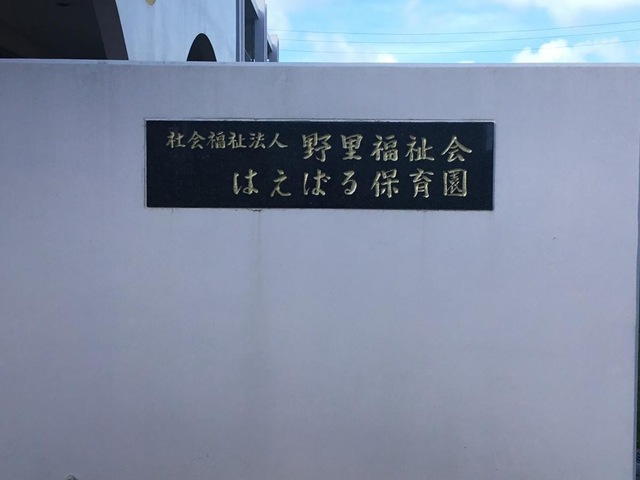 社会福祉法人 野里福祉会
はえばる保育園